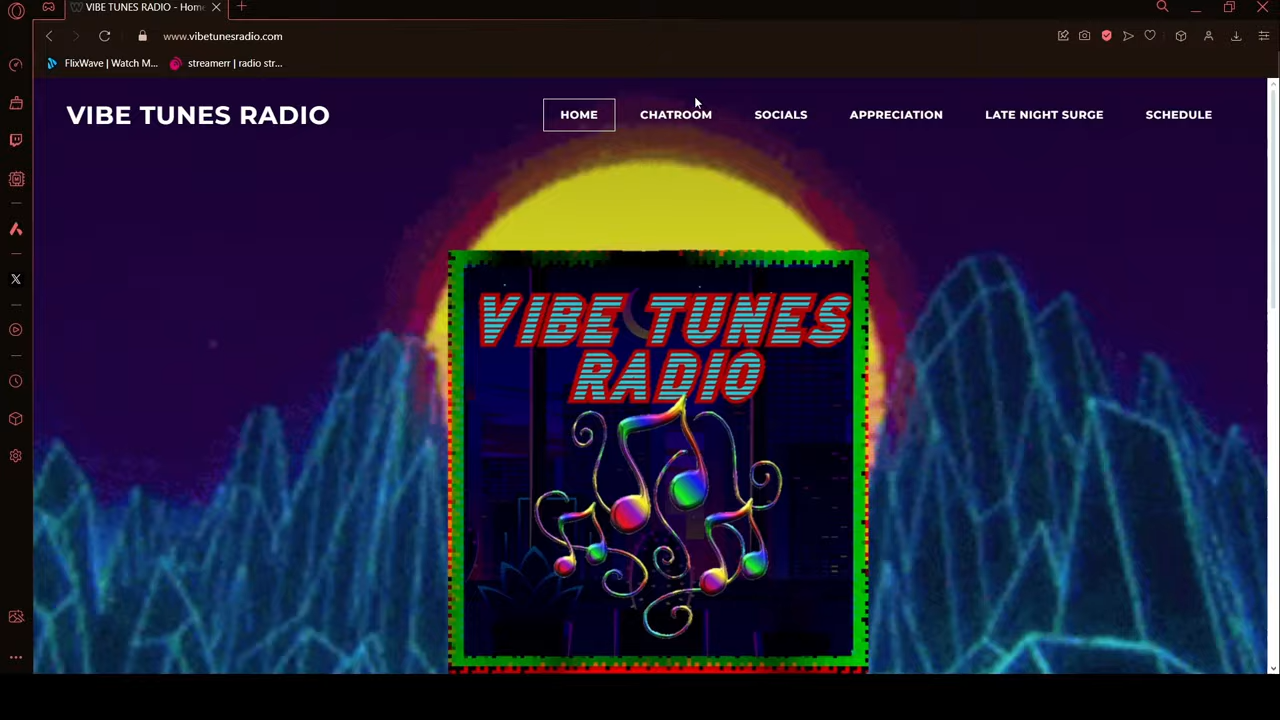 VIBE TUNES RADIO - Hom
www.vibetunesradio.com
FlixWave | Watch M...
streamerr | radio str...
VIBE TUNES RADIO
HOME
CHATROOM
SOCIALS
APPRECIATION
LATE NIGHT SURGE
SCHEDULE
VIBE TUNES
RADIO